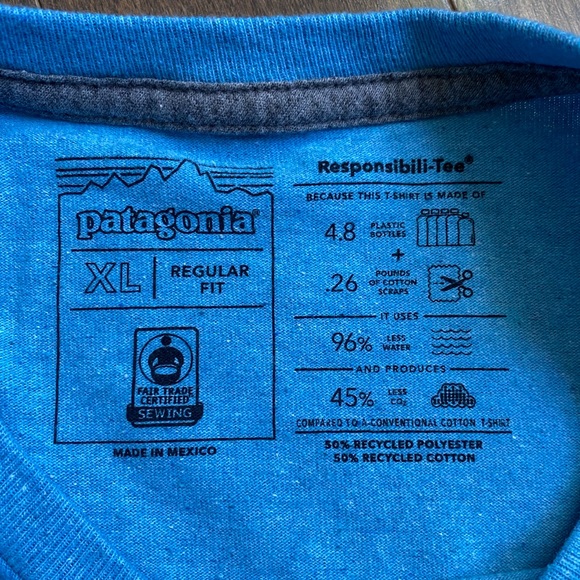 patagonia®
XL
REGULAR
FIT
FAIR TRADE
CERTIFIED™
SEWING
MADE IN MEXICO
Responsibili-Tee®
BECAUSE THIS T-SHIRT IS MADE OF
4.8 PLASTIC
BOTTLES
+
.26 POUNDS
OF COTTON
SCRAPS
IT USES
96% LESS
WATER
AND PRODUCES
45% LESS
CO₂
COMPARED TO A CONVENTIONAL COTTON T-SHIRT
50% RECYCLED POLYESTER
50% RECYCLED COTTON